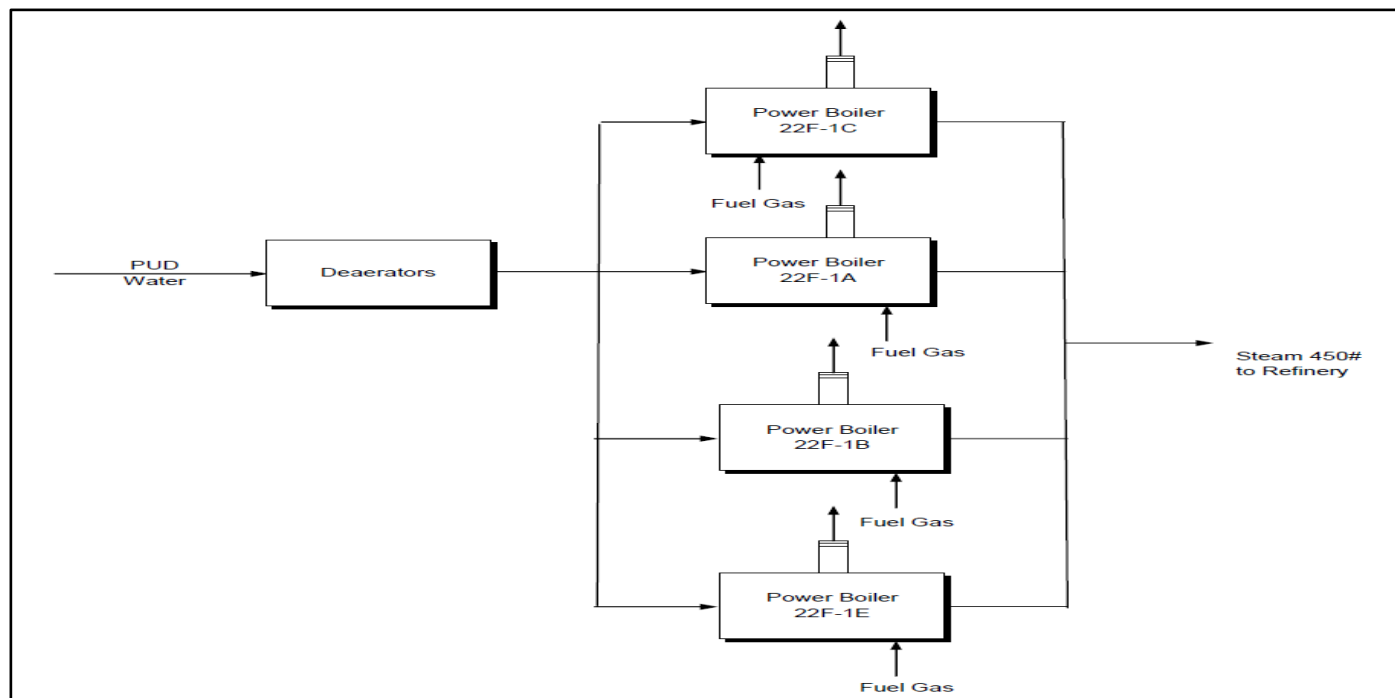 Power Boiler
22F-1C
Fuel Gas
PUD
Water
Deaerators
Power Boiler
22F-1A
Fuel Gas
Steam 450#
to Refinery
Power Boiler
22F-1B
Fuel Gas
Power Boiler
22F-1E
Fuel Gas